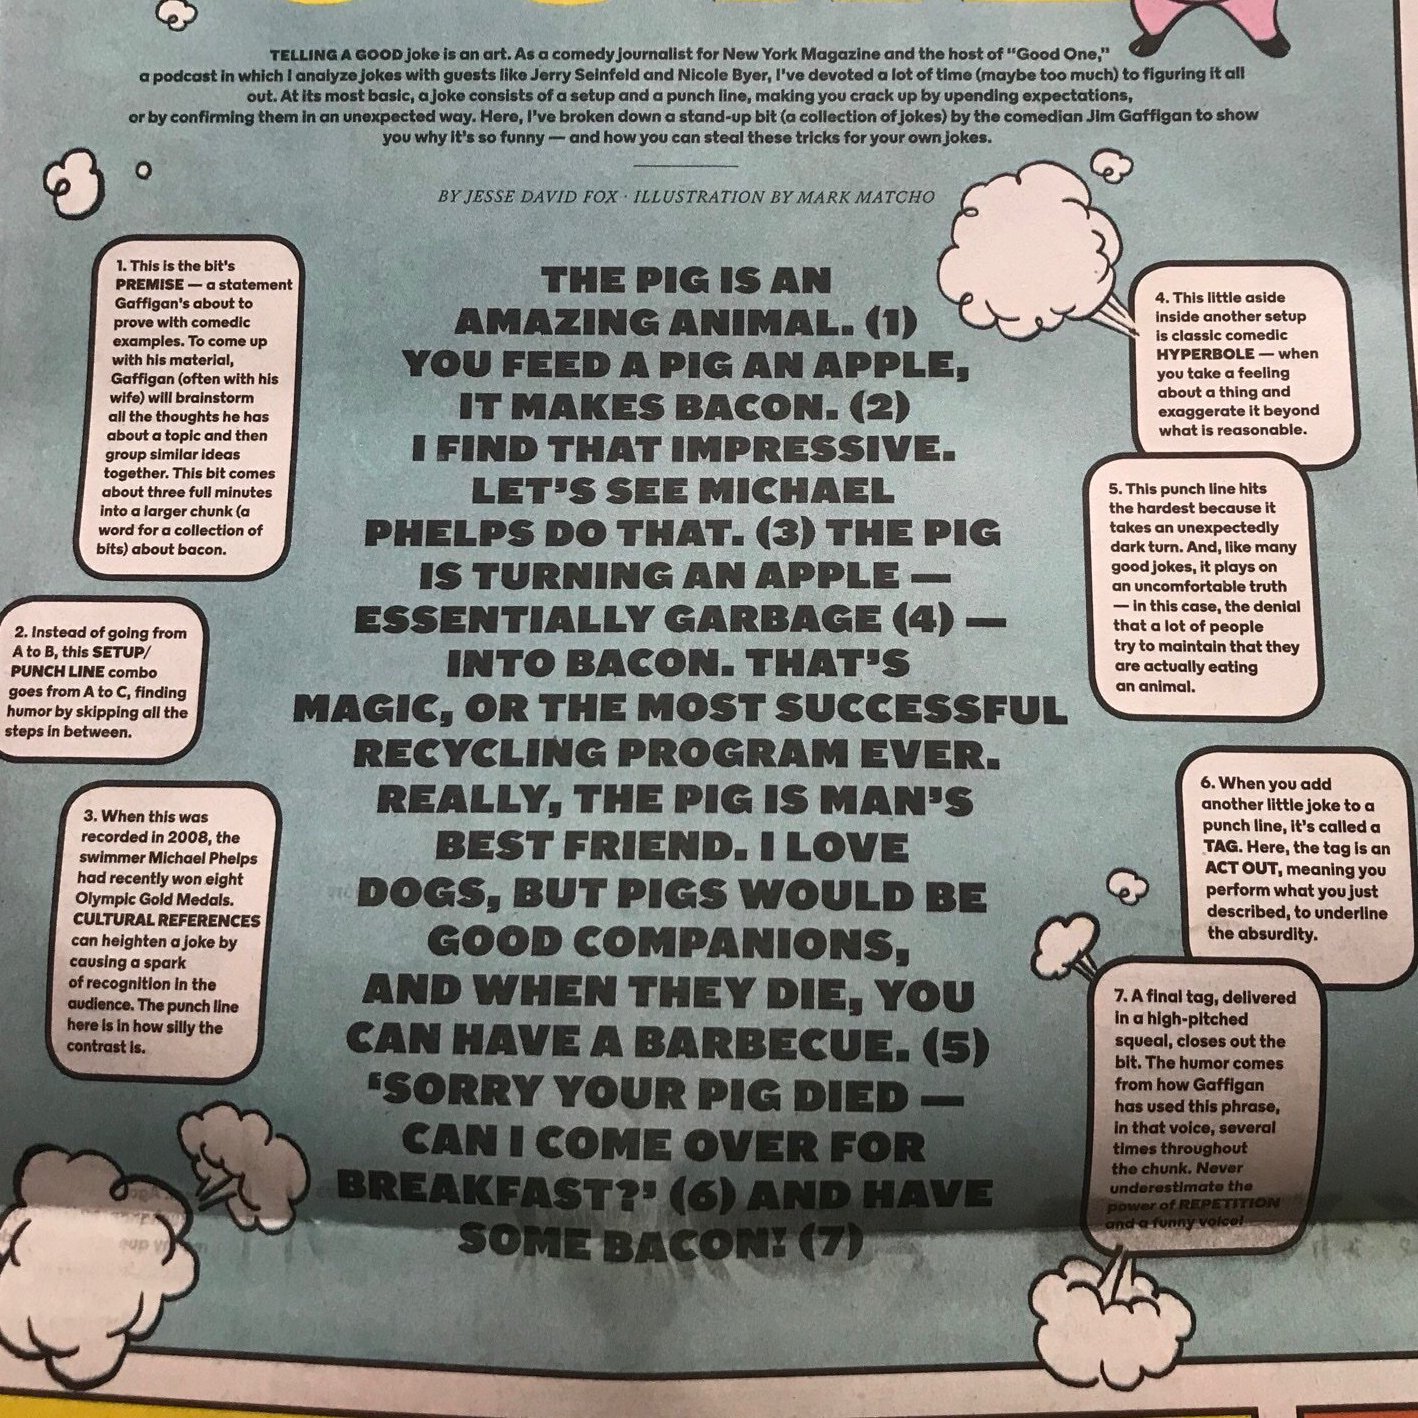 TELLING A GOOD joke is an art. As a comedy journalist for New York Magazine and the host of "Good One,"
a podcast in which I analyze jokes with guests like Jerry Seinfeld and Nicole Byer, I've devoted a lot of time (maybe too much) to figuring it all
out. At its most basic, a joke consists of a setup and a punch line, making you crack up by upending expectations,
or by confirming them in an unexpected way. Here, I've broken down a stand-up bit (a collection of jokes) by the comedian Jim Gaffigan to show
you why it's so funny — and how you can steal these tricks for your own jokes.
BY JESSE DAVID FOX · ILLUSTRATION BY MARK MATCHO
THE PIG IS AN
AMAZING ANIMAL. (1)
YOU FEED A PIG AN APPLE,
IT MAKES BACON. (2)
I FIND THAT IMPRESSIVE.
LET'S SEE MICHAEL
PHELPS DO THAT. (3) THE PIG
IS TURNING AN APPLE —
ESSENTIALLY GARBAGE (4) —
INTO BACON. THAT'S
MAGIC, OR THE MOST SUCCESSFUL
RECYCLING PROGRAM EVER.
REALLY, THE PIG IS MAN'S
BEST FRIEND. I LOVE
DOGS, BUT PIGS WOULD BE
GOOD COMPANIONS,
AND WHEN THEY DIE, YOU
CAN HAVE A BARBECUE. (5)
'SORRY YOUR PIG DIED —
CAN I COME OVER FOR
BREAKFAST?' (6) AND HAVE
SOME BACON! (7)
1. This is the bit's
PREMISE — a statement
Gaffigan's about to
prove with comedic
examples. To come up
with his material,
Gaffigan (often with his
wife) will brainstorm
all the thoughts he has
about a topic and then
group similar ideas
together. This bit comes
about three full minutes
into a larger chunk (a
word for a collection of
bits) about bacon.
2. Instead of going from
A to B, this SETUP/
PUNCH LINE combo
goes from A to C, finding
humor by skipping all the
steps in between.
3. When this was
recorded in 2008, the
swimmer Michael Phelps
had recently won eight
Olympic Gold Medals.
CULTURAL REFERENCES
can heighten a joke by
causing a spark
of recognition in the
audience. The punch line
here is in how silly the
contrast is.
4. This little aside
inside another setup
is classic comedic
HYPERBOLE — when
you take a feeling
about a thing and
exaggerate it beyond
what is reasonable.
5. This punch line hits
the hardest because it
takes an unexpectedly
dark turn. And, like many
good jokes, it plays on
an uncomfortable truth
— in this case, the denial
that a lot of people
try to maintain that they
are actually eating
an animal.
6. When you add
another little joke to a
punch line, it's called a
TAG. Here, the tag is an
ACT OUT, meaning you
perform what you just
described, to underline
the absurdity.
7. A final tag, delivered
in a high-pitched
squeal, closes out the
bit. The humor comes
from how Gaffigan
has used this phrase,
in that voice, several
times throughout
the chunk. Never
underestimate the
power of REPETITION
and a funny voice!